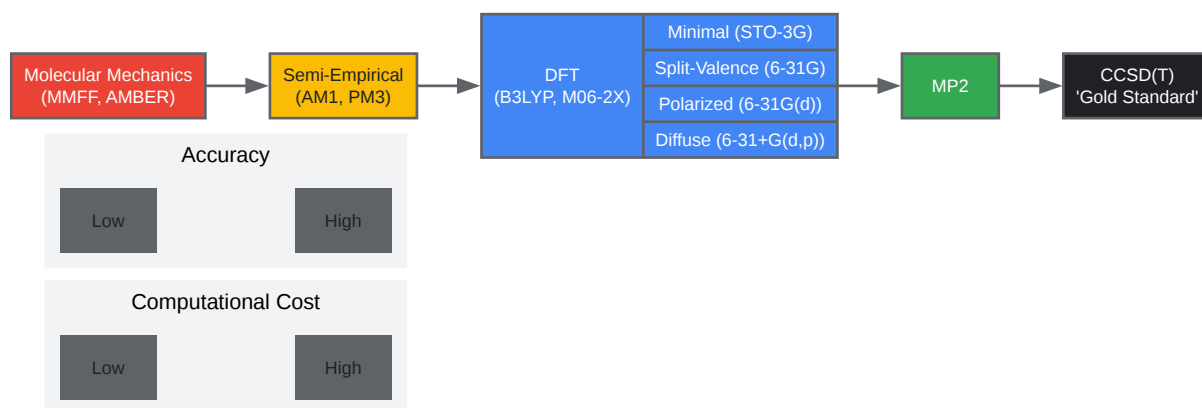 Molecular Mechanics
(MMFF, AMBER)
Semi-Empirical
(AM1, PM3)
DFT
(B3LYP, M06-2X)
Minimal (STO-3G)
Split-Valence (6-31G)
Polarized (6-31G(d))
Diffuse (6-31+G(d,p))
MP2
CCSD(T)
'Gold Standard'
Accuracy
Low
High
Computational Cost
Low
High